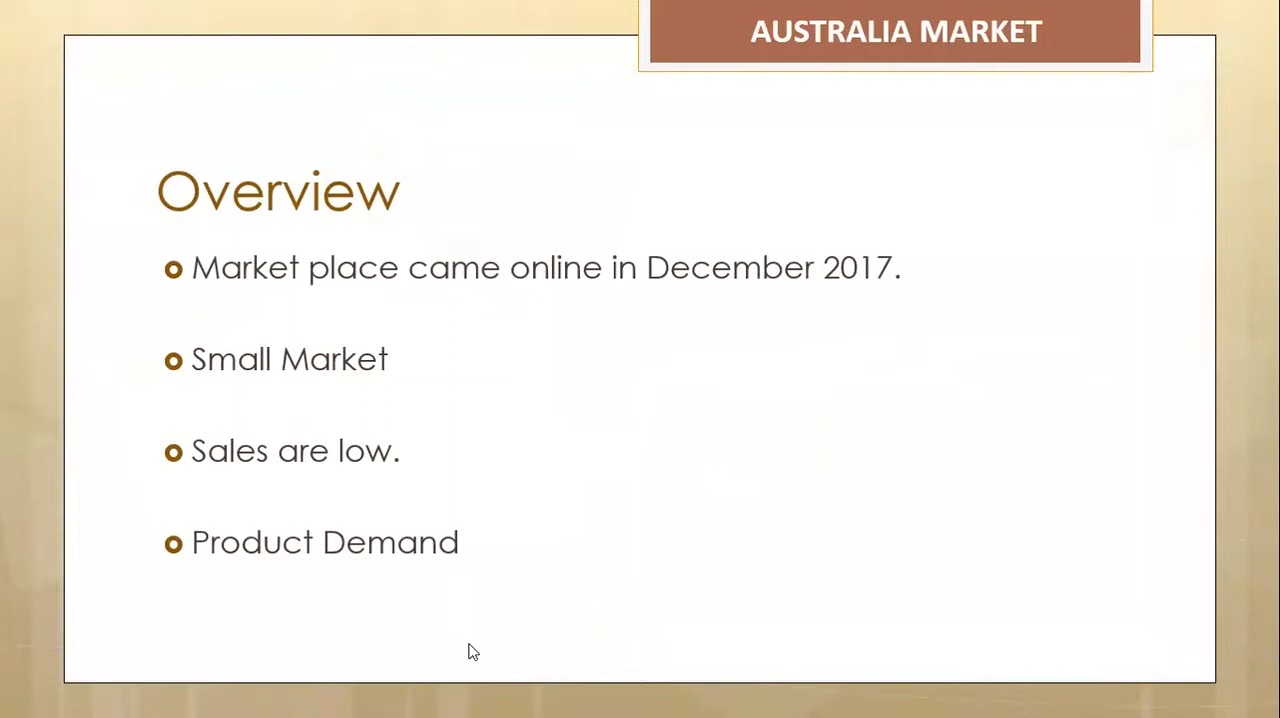 AUSTRALIA MARKET
Overview
Market place came online in December 2017.
Small Market
Sales are low.
Product Demand